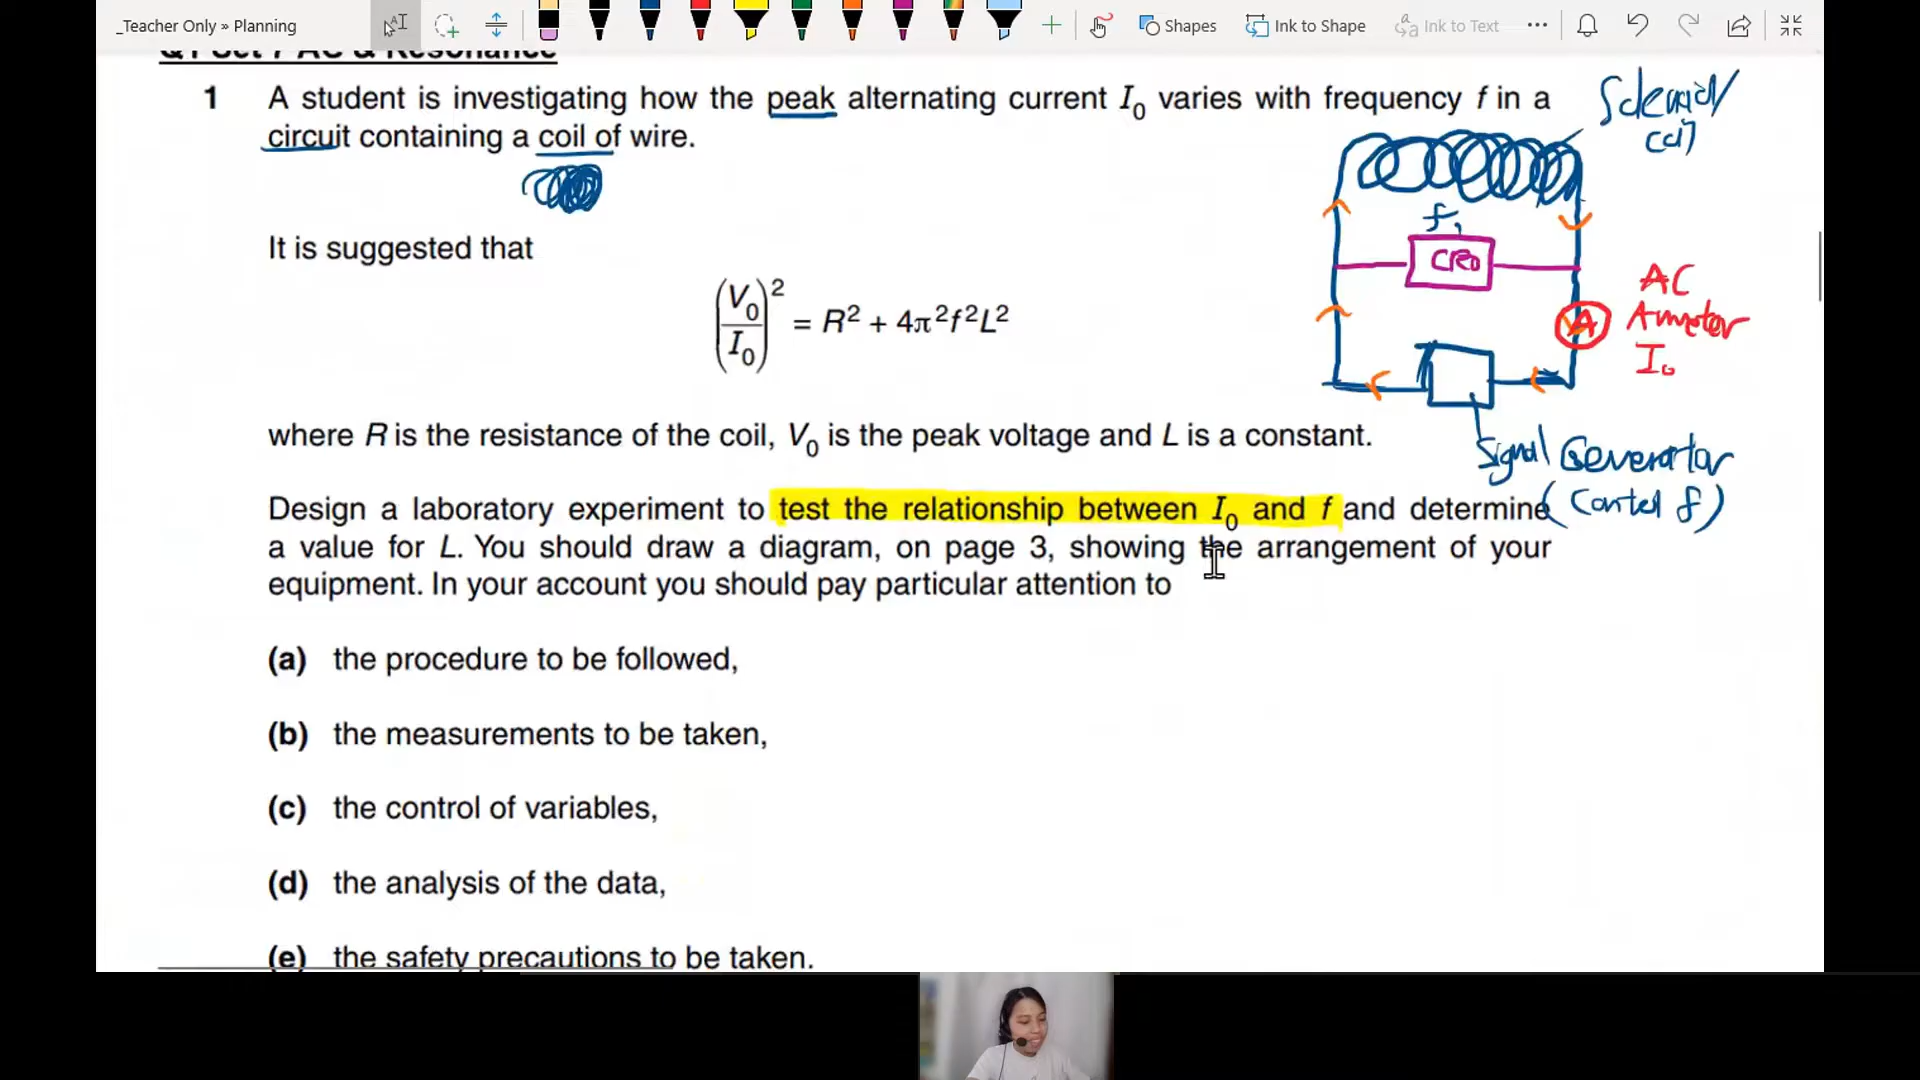 _Teacher Only » Planning
Shapes
Ink to Shape
Ink to Text
Q1 Set 7 AC & Resonance
1 A student is investigating how the peak alternating current I₀ varies with frequency f in a
circuit containing a coil of wire.
Solenoid/
coil
f,
CRO
It is suggested that
AC
A
Ammeter
I₀
(V₀/I₀)² = R² + 4π²f²L²
where R is the resistance of the coil, V₀ is the peak voltage and L is a constant.
Signal Generator
(Control f)
Design a laboratory experiment to test the relationship between I₀ and f and determine
a value for L. You should draw a diagram, on page 3, showing the arrangement of your
equipment. In your account you should pay particular attention to
(a) the procedure to be followed,
(b) the measurements to be taken,
(c) the control of variables,
(d) the analysis of the data,
(e) the safety precautions to be taken.